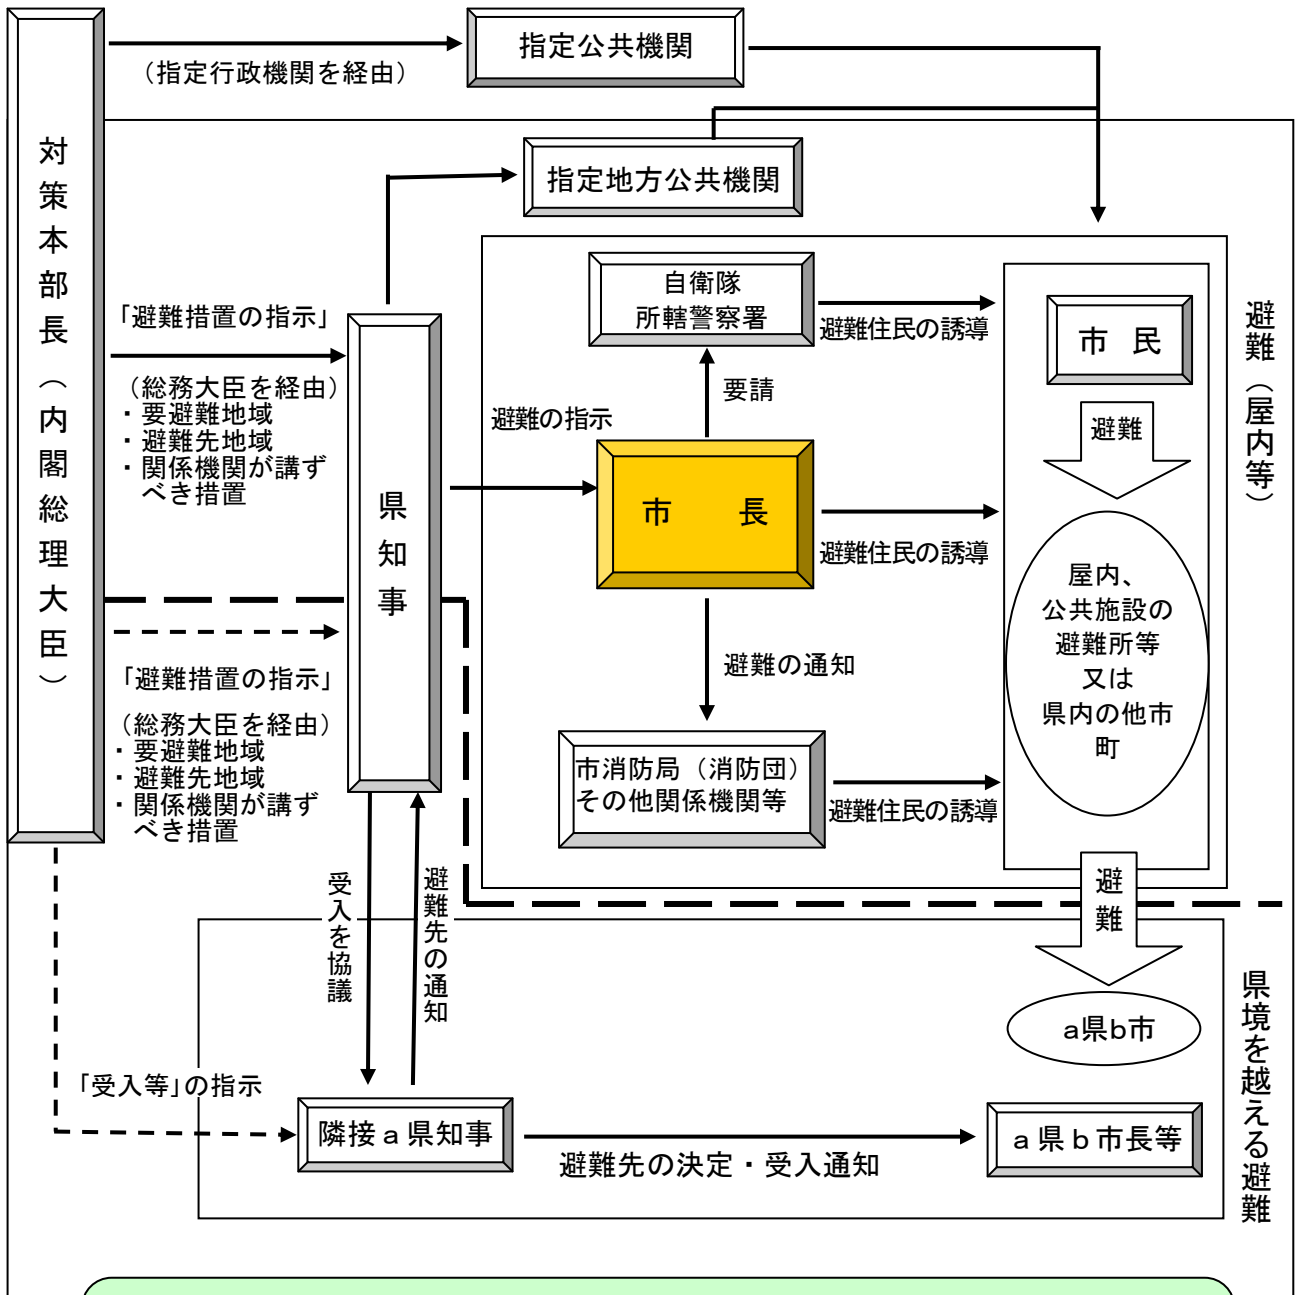 対策本部長（内閣総理大臣）
指定公共機関
（指定行政機関を経由）
指定地方公共機関
「避難措置の指示」
（総務大臣を経由）
・要避難地域
・避難先地域
・関係機関が講ず
べき措置
県知事
避難の指示
自衛隊
所轄警察署
避難住民の誘導
要請
市　長
避難住民の誘導
避難の通知
市消防局（消防団）
その他関係機関等
避難住民の誘導
市　民
避難
屋内、
公共施設の
避難所等
又は
県内の他市
町
避難（屋内等）
「避難措置の指示」
（総務大臣を経由）
・要避難地域
・避難先地域
・関係機関が講ず
べき措置
受入を協議
避難先の通知
避難
a県b市
県境を越える避難
「受入等」の指示
隣接ａ県知事
避難先の決定・受入通知
ａ県ｂ市長等